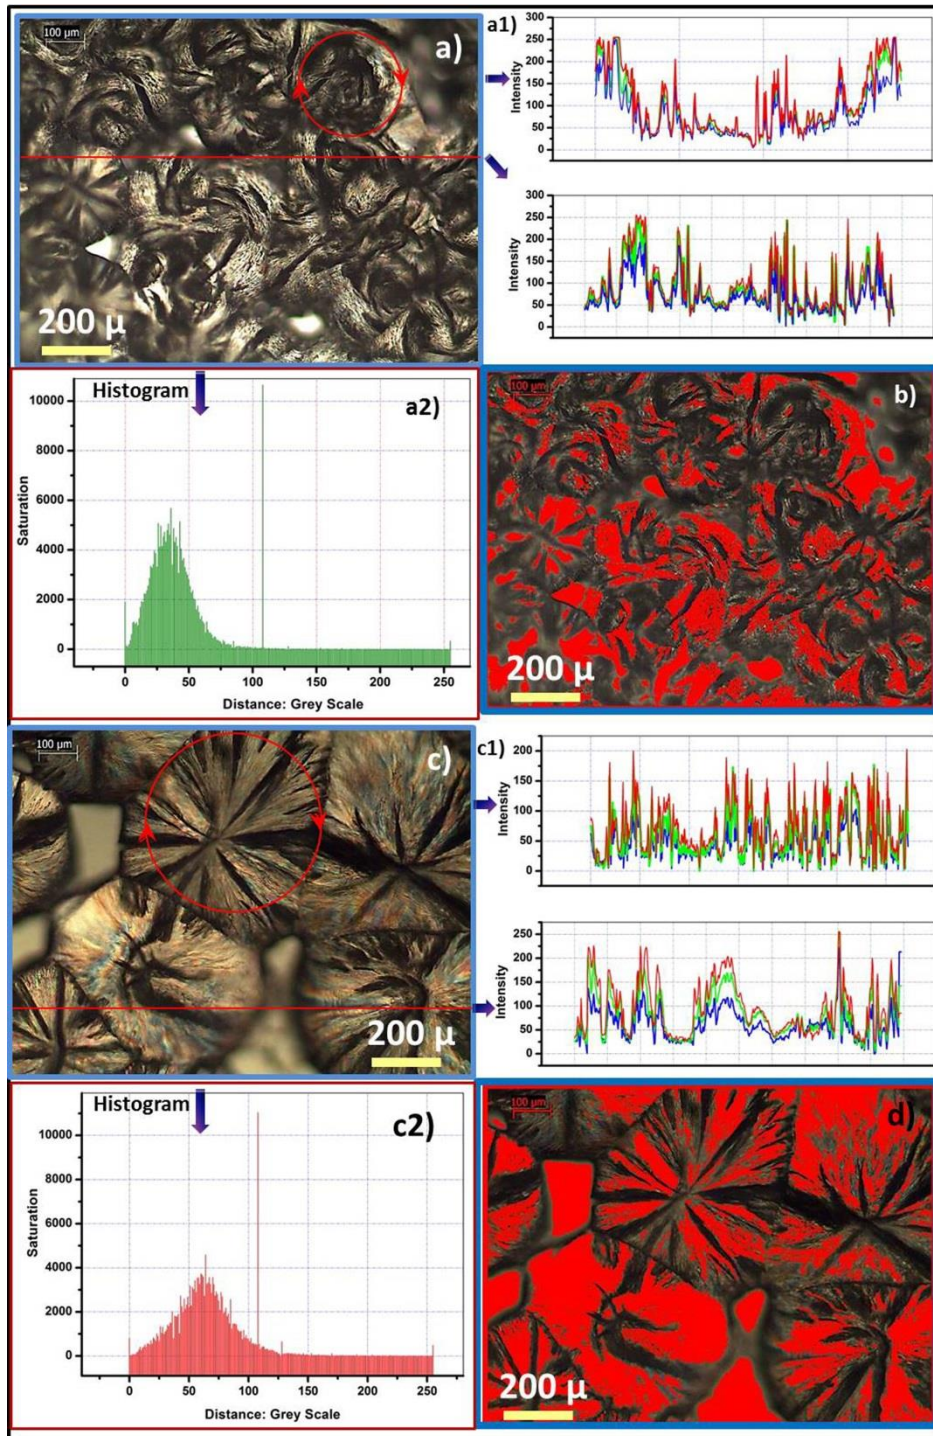 100 µm
a)
200 µ
a1)
300
250
200
150
100
50
0
Intensity
300
250
200
150
100
50
0
Intensity
Histogram
a2)
10000
8000
6000
4000
2000
0
Saturation
0 50 100 150 200 250
Distance: Grey Scale
100 µm
b)
200 µ
100 µm
c)
200 µ
c1)
200
150
100
50
0
Intensity
250
200
150
100
50
0
Intensity
Histogram
c2)
10000
8000
6000
4000
2000
0
Saturation
0 50 100 150 200 250
Distance: Grey Scale
100 µm
d)
200 µ